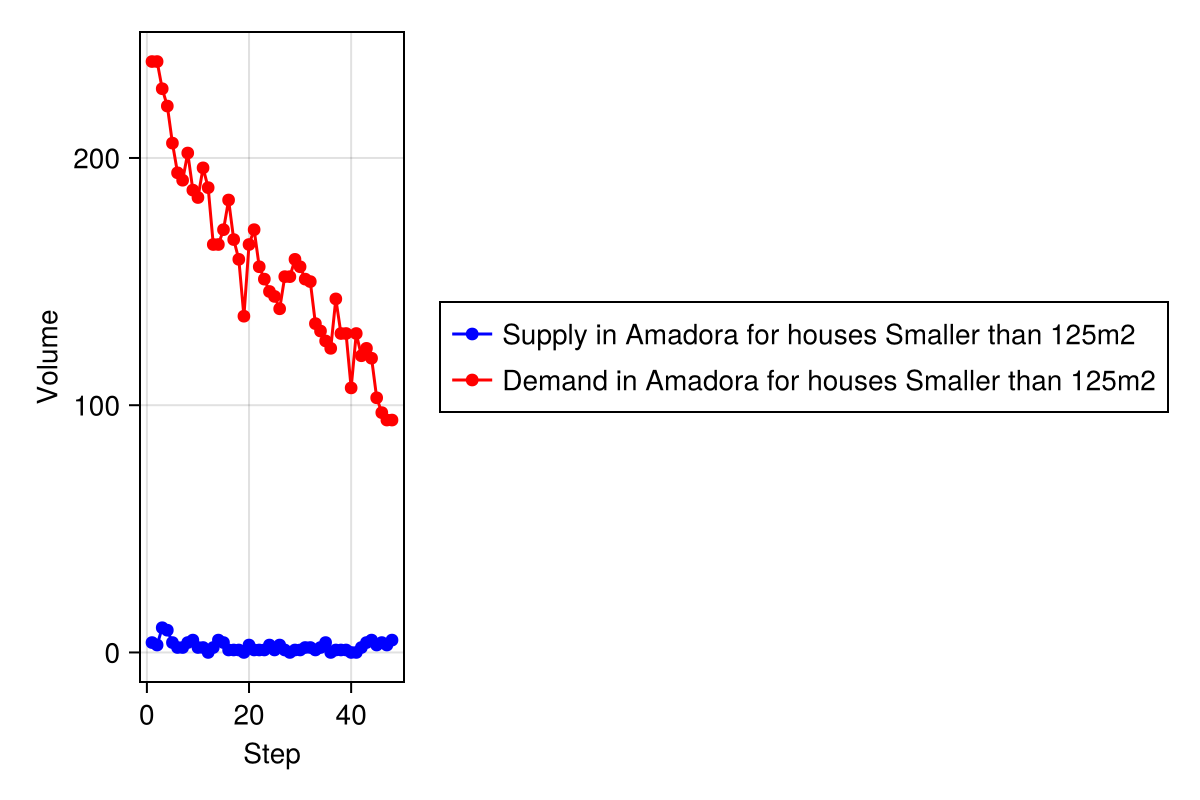 200
100
0
0 20 40
Volume
Step
Supply in Amadora for houses Smaller than 125m2
Demand in Amadora for houses Smaller than 125m2